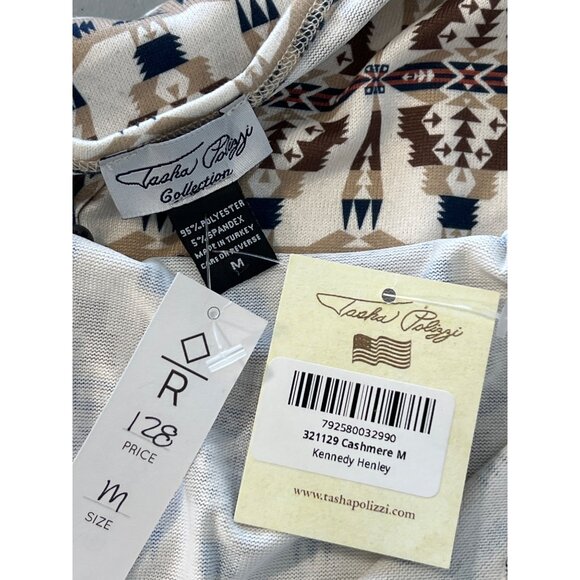 Tasha Polizzi
Collection
95% POLYESTER
5% SPANDEX
MADE IN TURKEY
CARE ON REVERSE
M
R
128
PRICE
M
SIZE
Tasha Polizzi
792580032990
321129 Cashmere M
Kennedy Henley
www.tashapolizzi.com